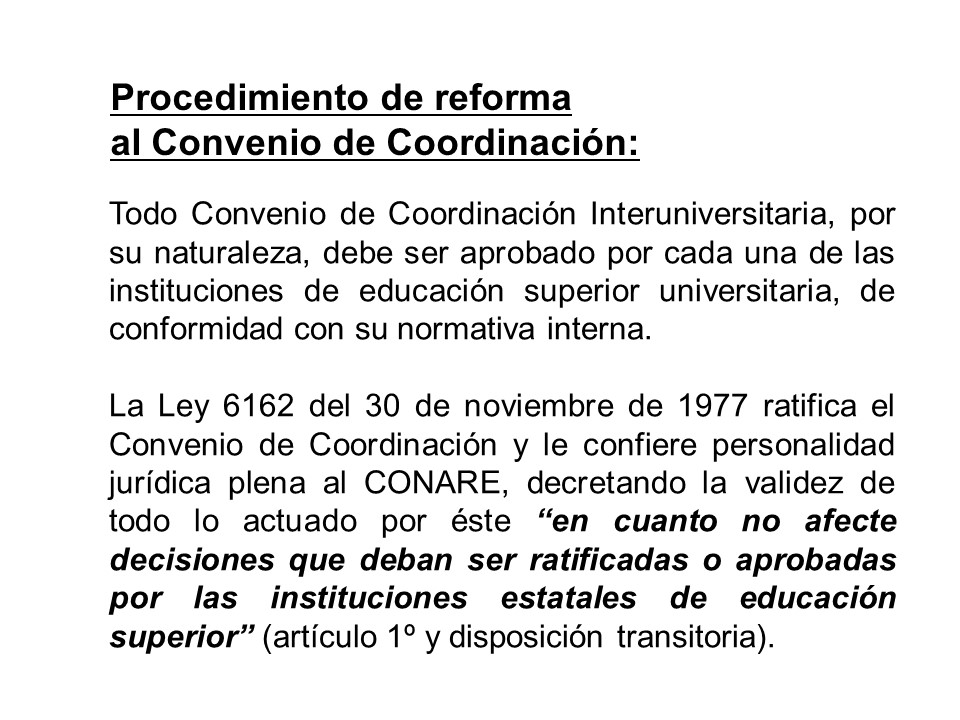 Procedimiento de reforma
al Convenio de Coordinación:
Todo Convenio de Coordinación Interuniversitaria, por
su naturaleza, debe ser aprobado por cada una de las
instituciones de educación superior universitaria, de
conformidad con su normativa interna.
La Ley 6162 del 30 de noviembre de 1977 ratifica el
Convenio de Coordinación y le confiere personalidad
jurídica plena al CONARE, decretando la validez de
todo lo actuado por éste “en cuanto no afecte
decisiones que deban ser ratificadas o aprobadas
por las instituciones estatales de educación
superior” (artículo 1º y disposición transitoria).